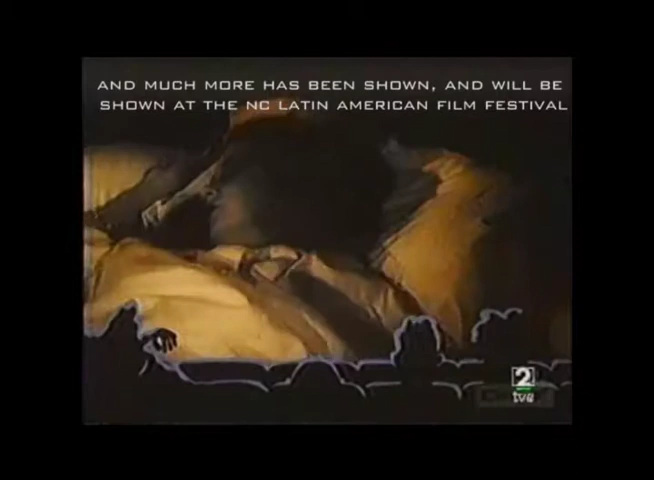 AND MUCH MORE HAS BEEN SHOWN, AND WILL BE
SHOWN AT THE NC LATIN AMERICAN FILM FESTIVAL
2
tve